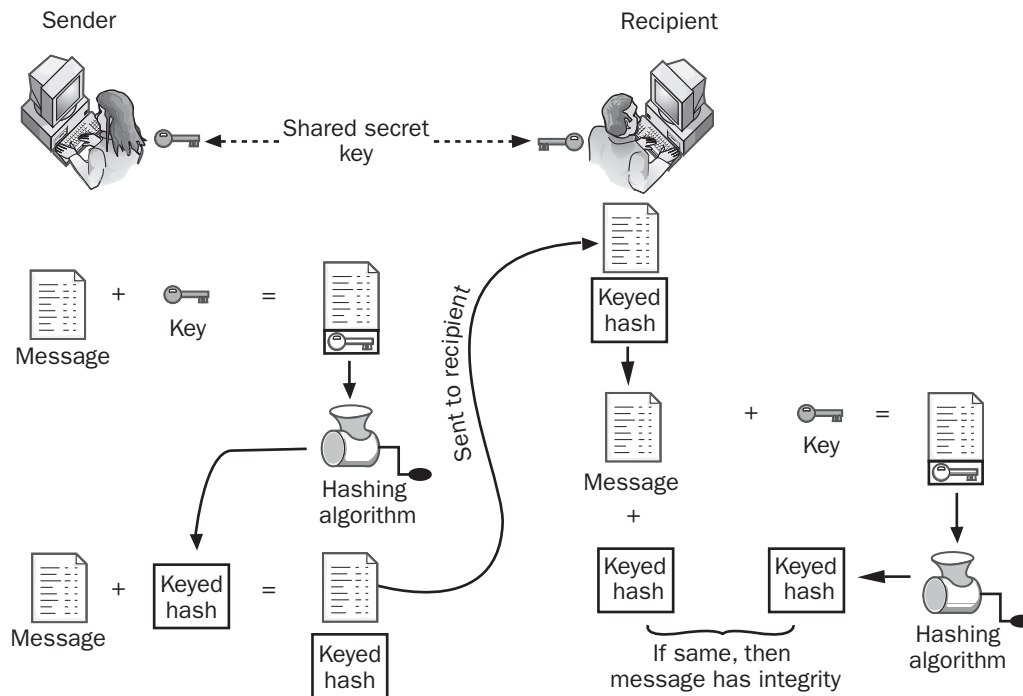 Sender
Recipient
Shared secret
key
+
=
Key
Message
Sent to recipient
Keyed
hash
Hashing
algorithm
+
=
Key
Message
+
Message
+
Keyed
hash
=
Keyed
hash
Keyed
hash
Keyed
hash
Hashing
algorithm
If same, then
message has integrity